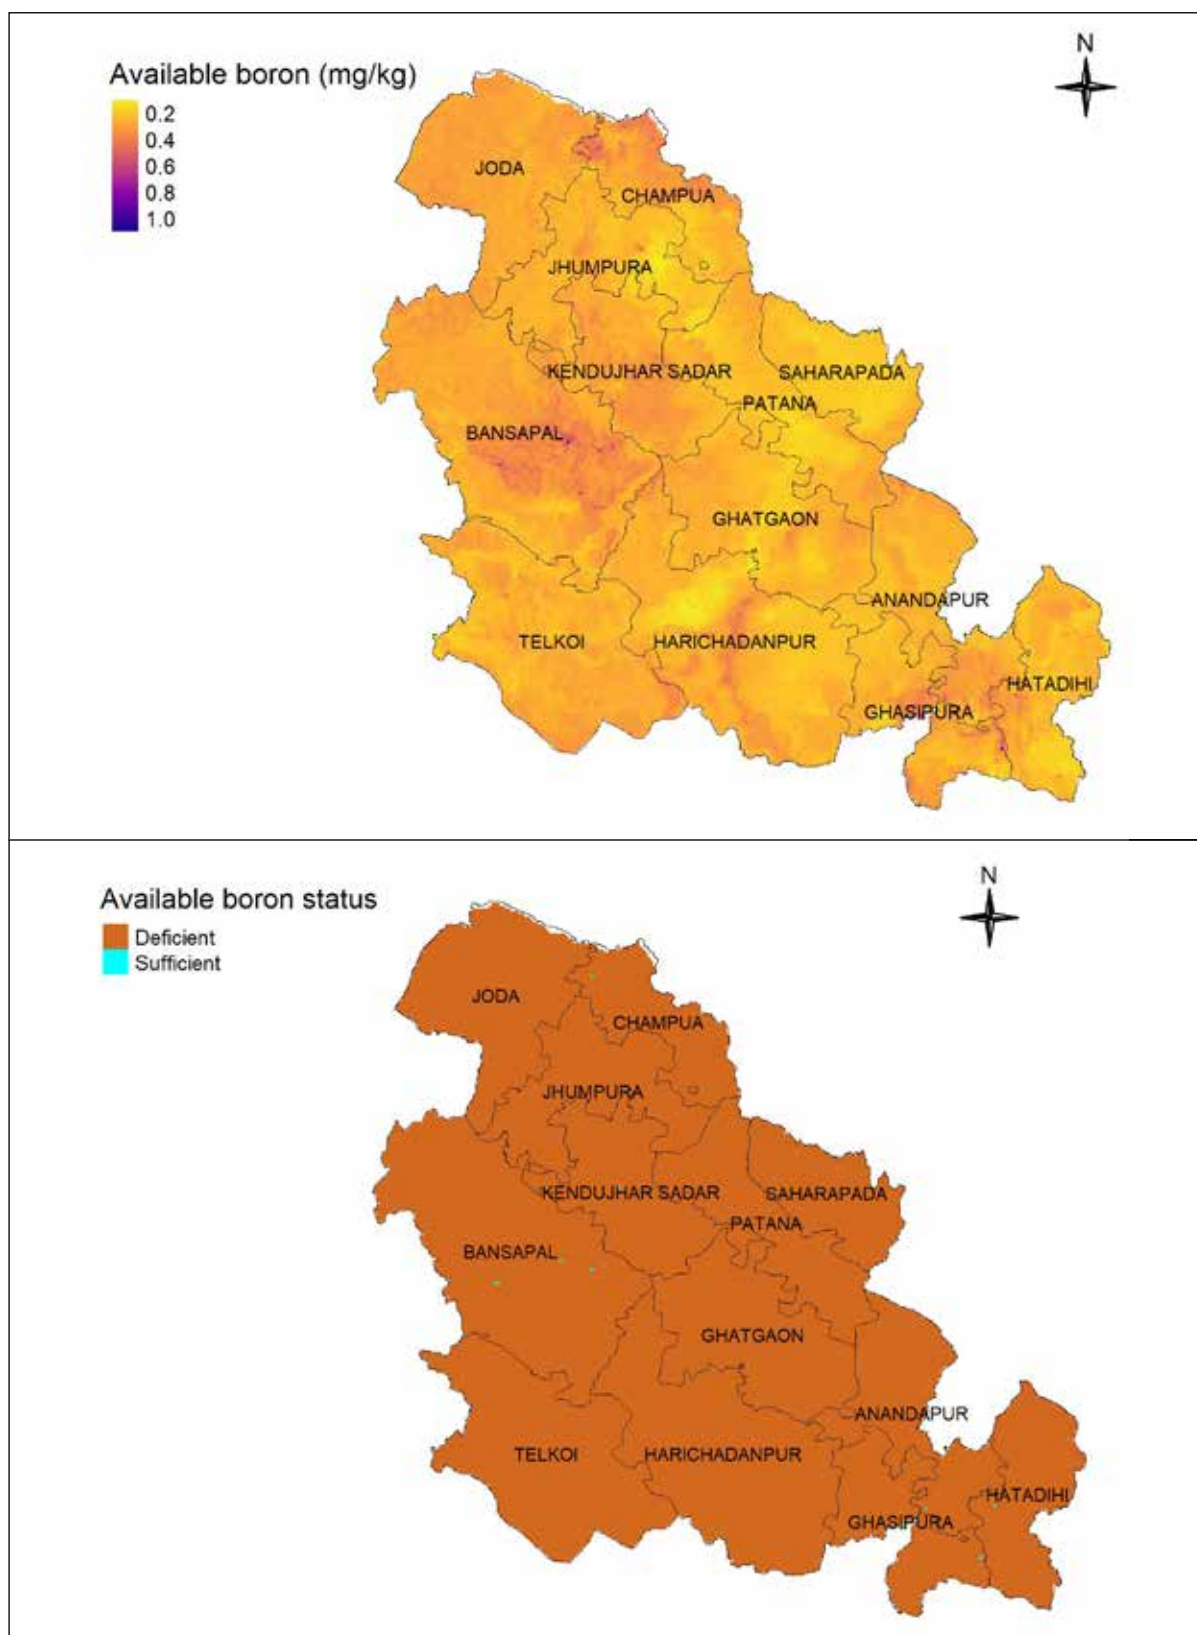 N
Available boron (mg/kg)
0.2
0.4
0.6
0.8
1.0
JODA
CHAMPUA
JHUMPURA
KENDUJHAR SADAR
SAHARAPADA
PATANA
BANSAPAL
GHATGAON
ANANDAPUR
TELKOI
HARICHADANPUR
HATADIHI
GHASIPURA
N
Available boron status
Deficient
Sufficient
JODA
CHAMPUA
JHUMPURA
KENDUJHAR SADAR
SAHARAPADA
PATANA
BANSAPAL
GHATGAON
ANANDAPUR
TELKOI
HARICHADANPUR
HATADIHI
GHASIPURA